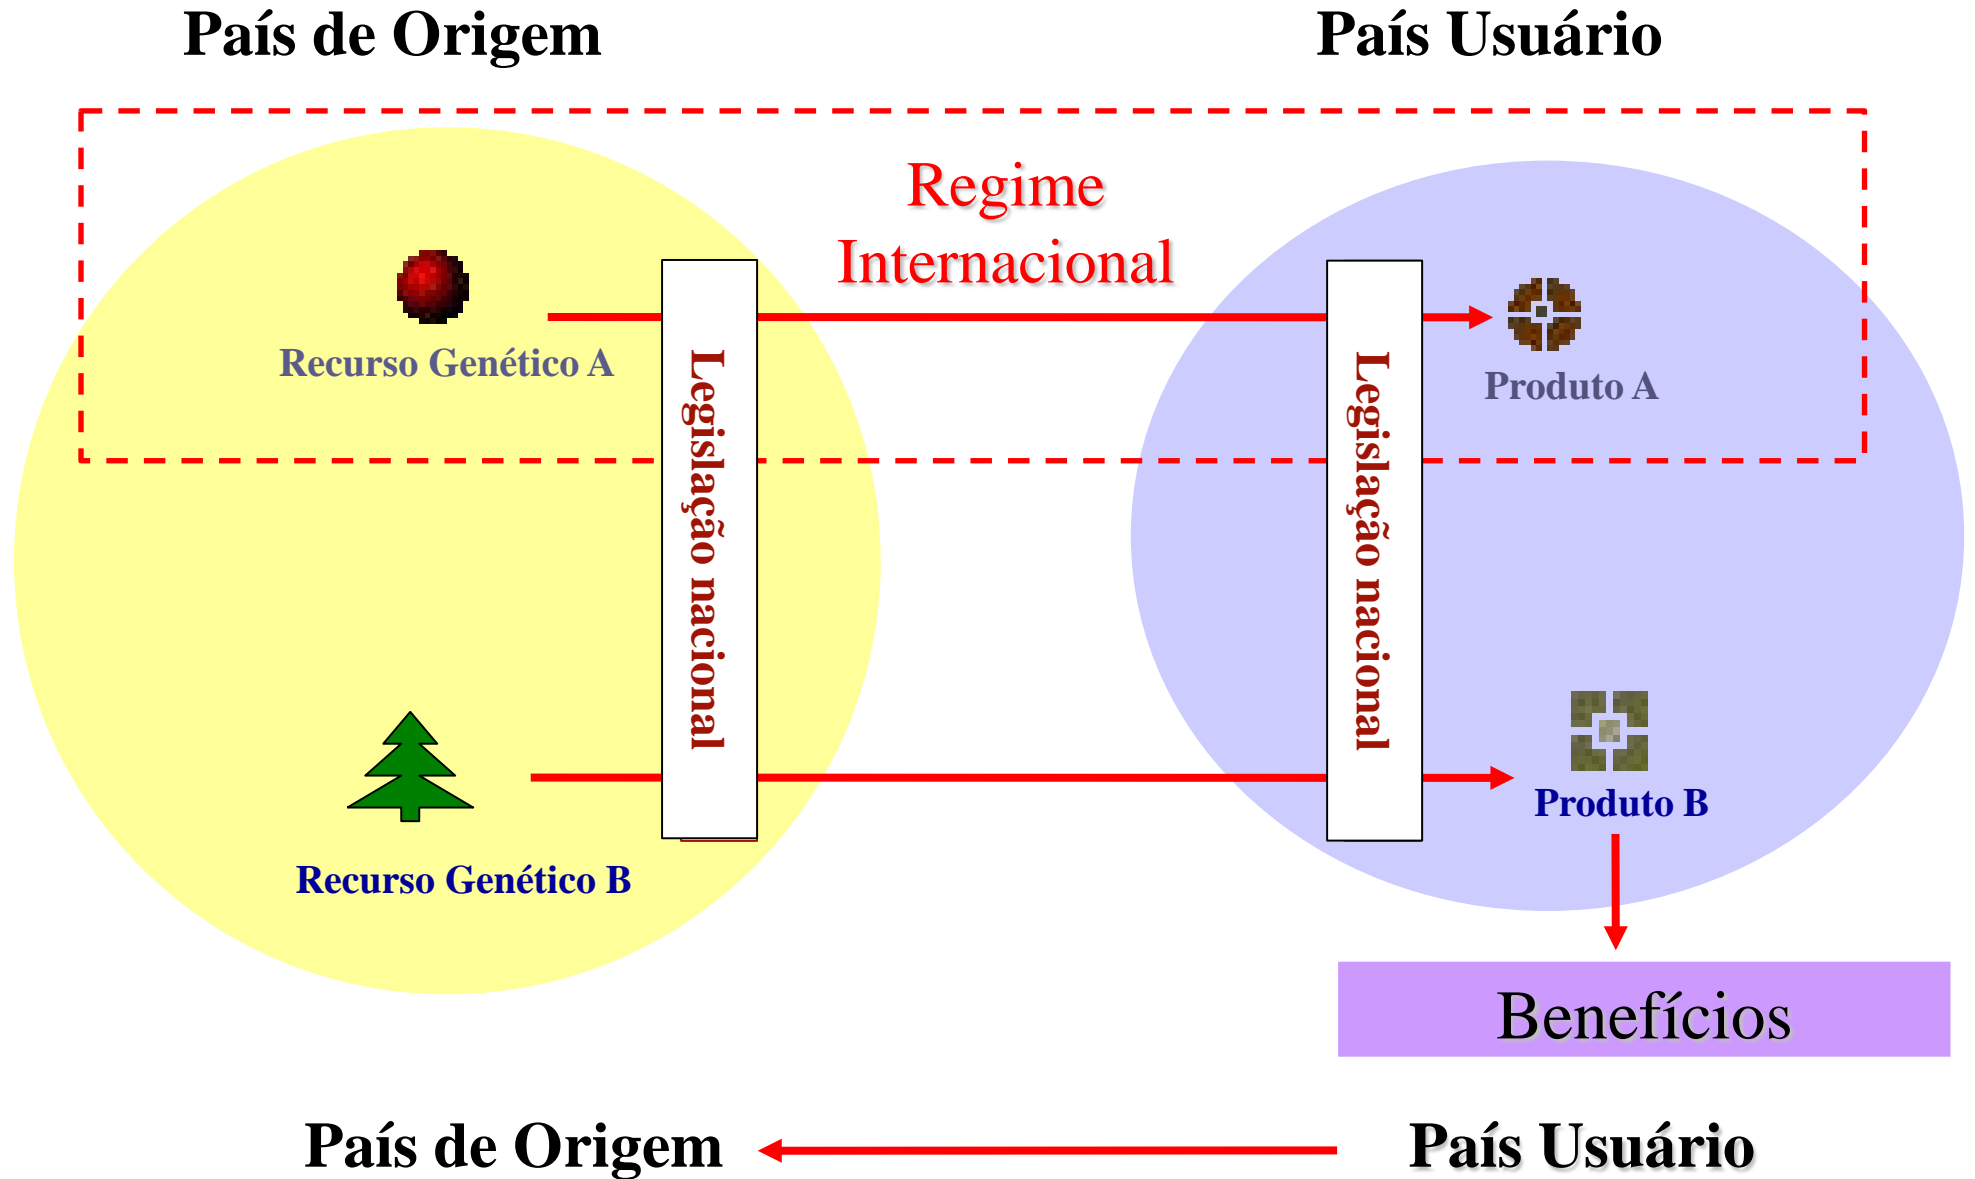 País de Origem
País Usuário
Regime
Internacional
Recurso Genético A
Produto A
Legislação nacional
Legislação nacional
Recurso Genético B
Produto B
Benefícios
País de Origem
País Usuário